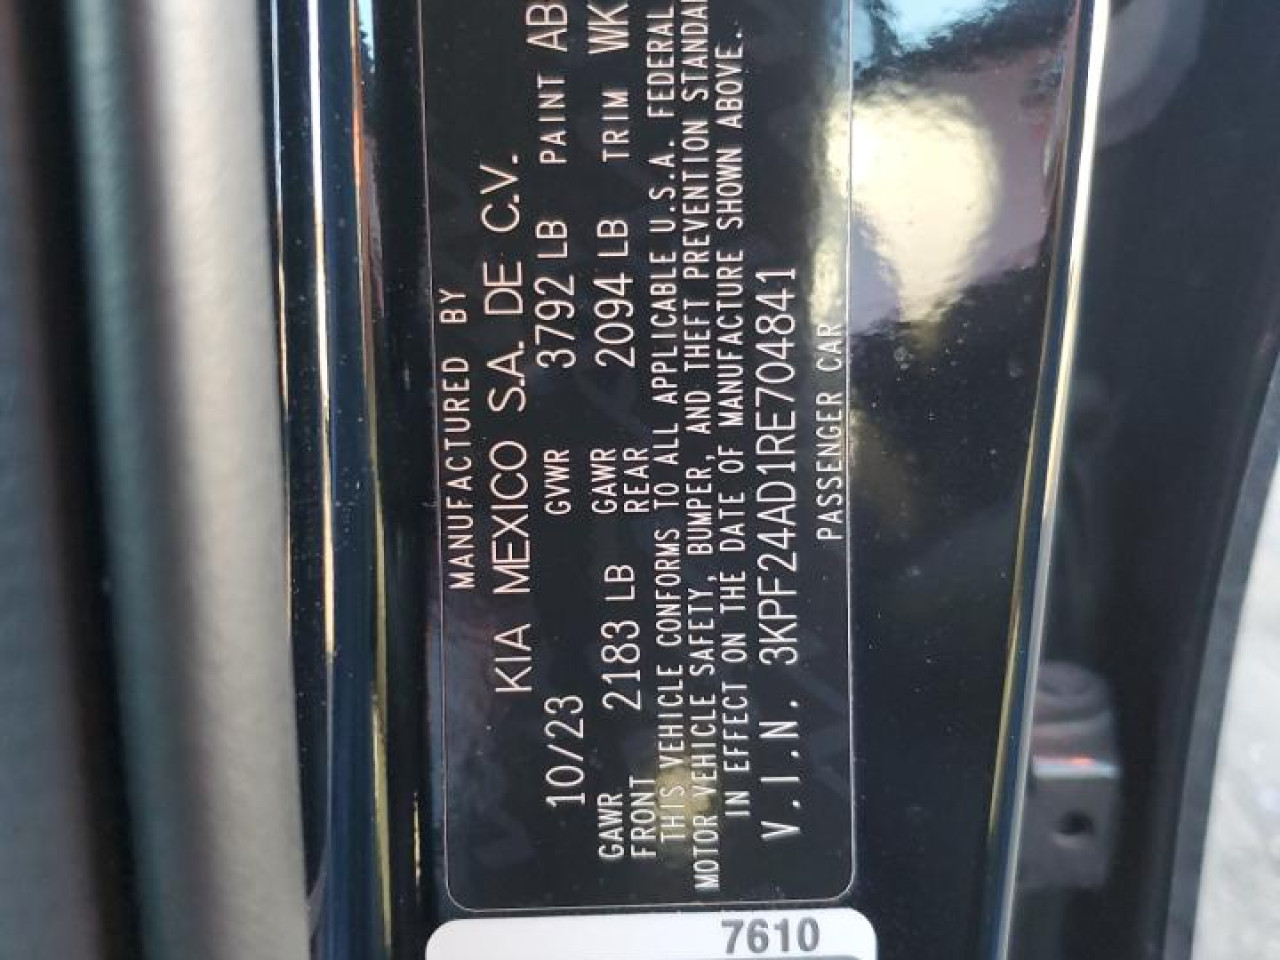 MANUFACTURED BY
KIA MEXICO S.A. DE C.V.
10/23 GVWR 3792 LB PAINT AB
GAWR FRONT 2183 LB GAWR REAR 2094 LB TRIM WK
THIS VEHICLE CONFORMS TO ALL APPLICABLE U.S.A. FEDERAL
MOTOR VEHICLE SAFETY, BUMPER, AND THEFT PREVENTION STANDAR
IN EFFECT ON THE DATE OF MANUFACTURE SHOWN ABOVE.
V.I.N. 3KPF24AD1RE704841
PASSENGER CAR
7610